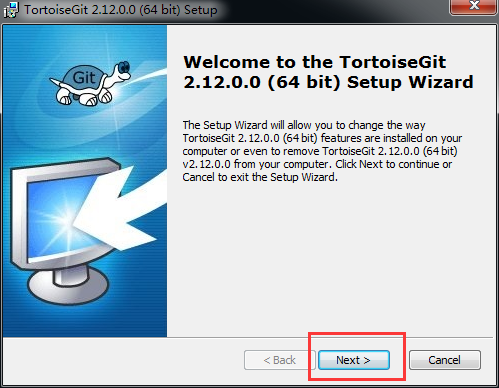 TortoiseGit 2.12.0.0 (64 bit) Setup
Git
Welcome to the TortoiseGit
2.12.0.0 (64 bit) Setup Wizard
The Setup Wizard will allow you to change the way
TortoiseGit 2.12.0.0 (64 bit) features are installed on your
computer or even to remove TortoiseGit 2.12.0.0 (64 bit)
v2.12.0.0 from your computer. Click Next to continue or
Cancel to exit the Setup Wizard.
< Back
Next >
Cancel